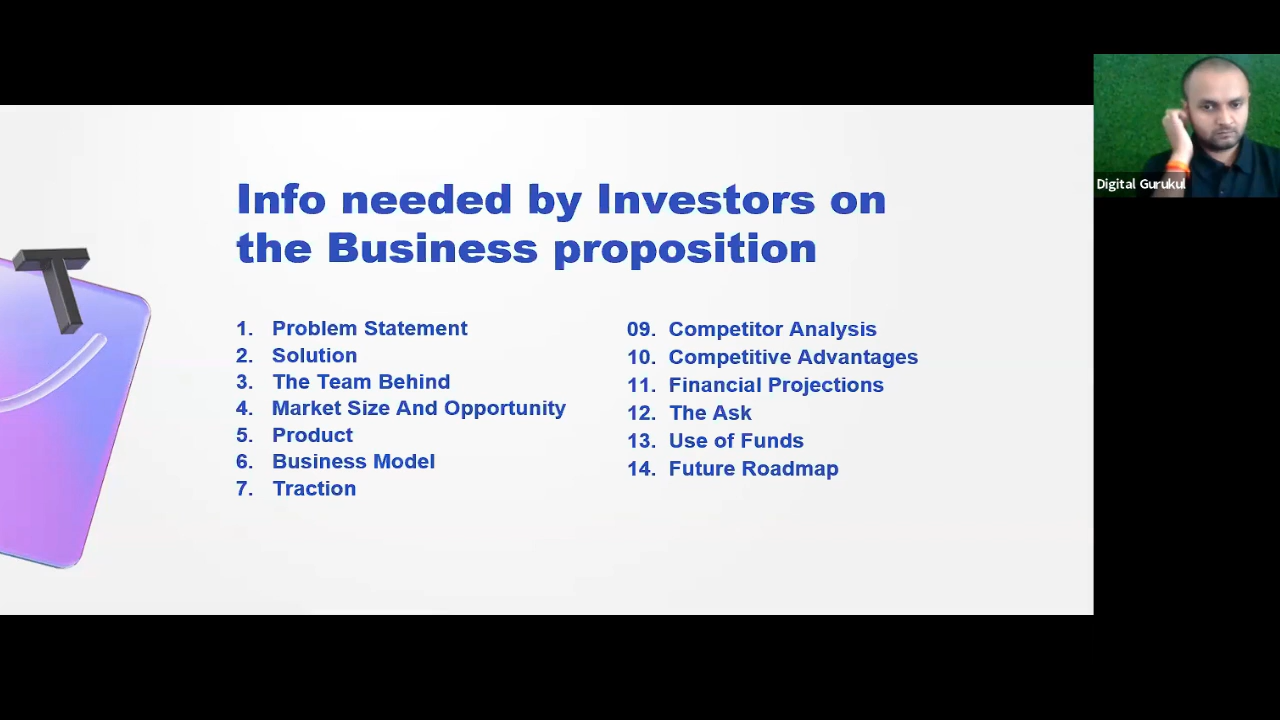 Info needed by Investors on
the Business proposition
1. Problem Statement
2. Solution
3. The Team Behind
4. Market Size And Opportunity
5. Product
6. Business Model
7. Traction
09. Competitor Analysis
10. Competitive Advantages
11. Financial Projections
12. The Ask
13. Use of Funds
14. Future Roadmap
Digital Gurukul
T